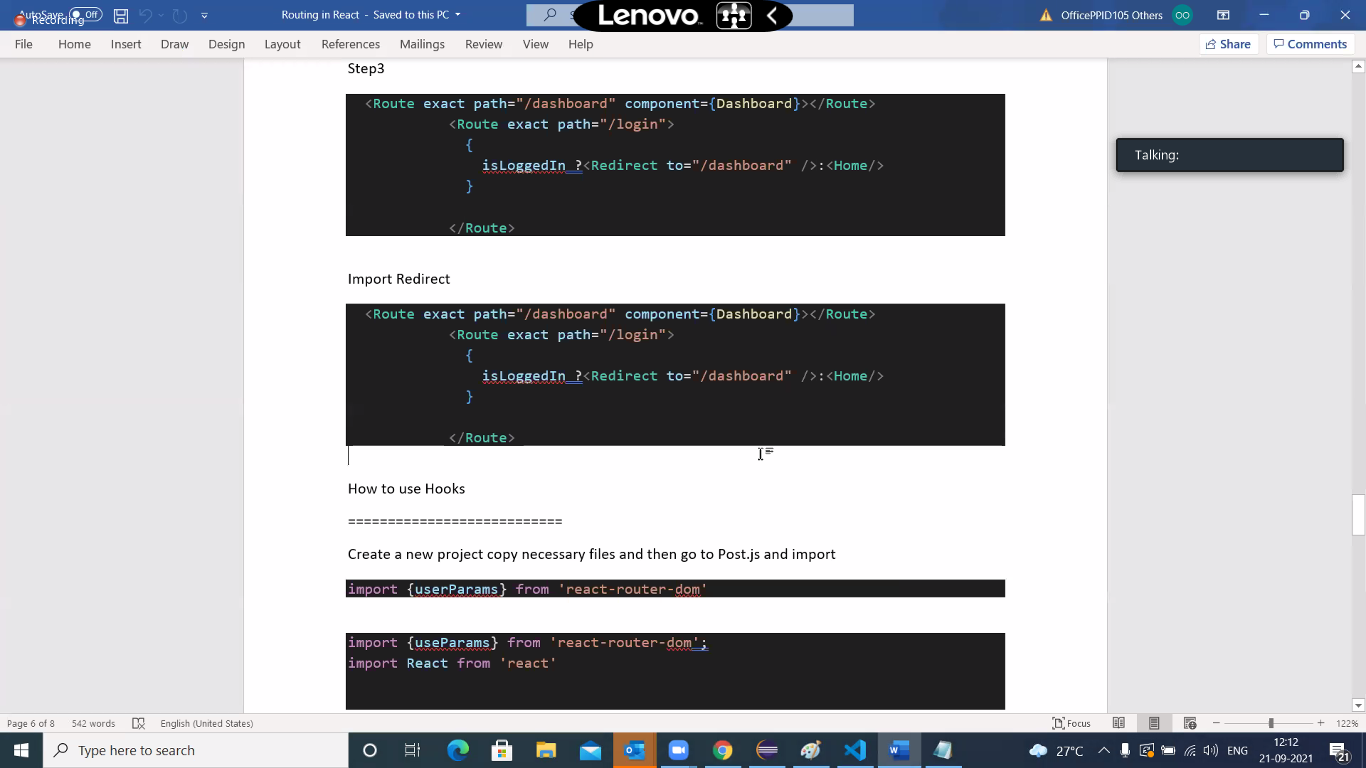 Recording
AutoSave Off
Routing in React - Saved to this PC
Lenovo
OfficePPID105 Others
OO
File Home Insert Draw Design Layout References Mailings Review View Help
Share Comments
Talking:
Step3
<Route exact path="/dashboard" component={Dashboard}></Route>
<Route exact path="/login">
{
isLoggedIn ?<Redirect to="/dashboard" />:<Home/>
}
</Route>
Import Redirect
<Route exact path="/dashboard" component={Dashboard}></Route>
<Route exact path="/login">
{
isLoggedIn ?<Redirect to="/dashboard" />:<Home/>
}
</Route>
How to use Hooks
===========================
Create a new project copy necessary files and then go to Post.js and import
import {userParams} from 'react-router-dom'
import {useParams} from 'react-router-dom';
import React from 'react'
Page 6 of 8 542 words English (United States) Focus 122%
Type here to search
27°C ENG 12:12
21-09-2021
21